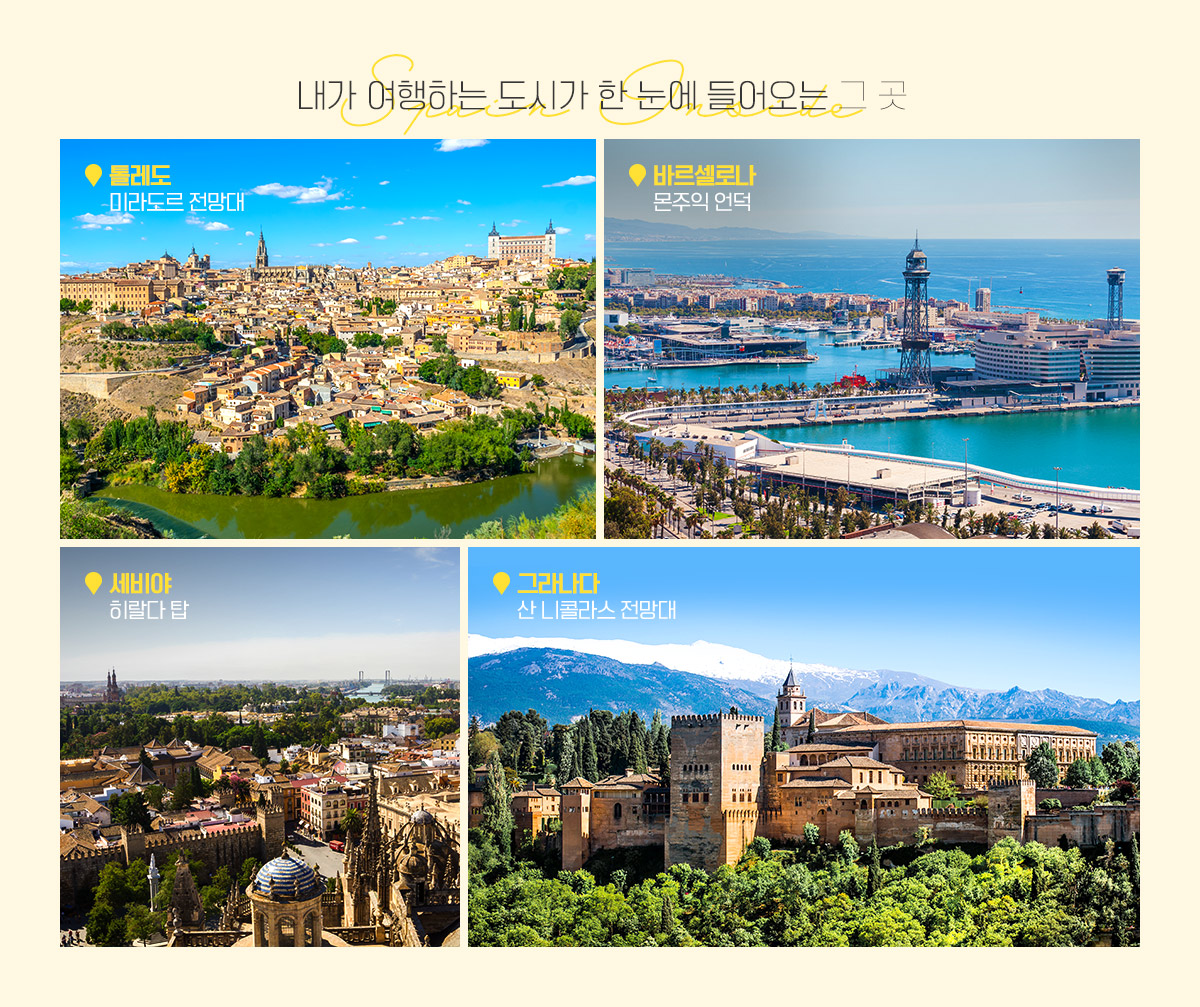 내가 여행하는 도시가 한 눈에 들어오는 그 곳
톨레도
미라도르 전망대
바르셀로나
몬주익 언덕
세비야
히랄다 탑
그라나다
산 니콜라스 전망대